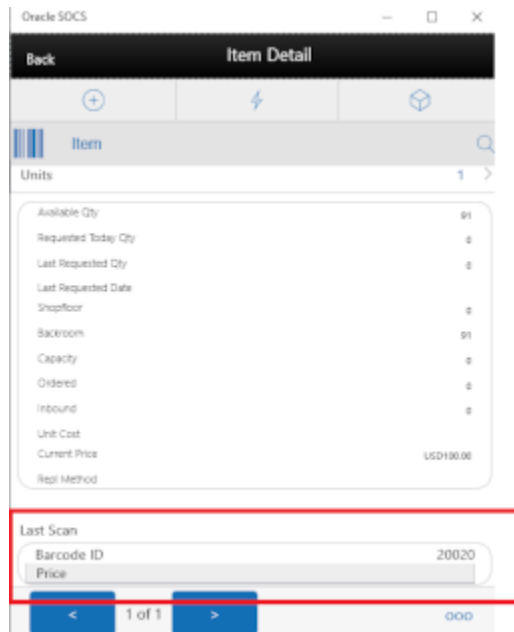 Oracle SOCS
Back Item Detail
Item
Units 1 >
Available Qty 91
Requested Today Qty 0
Last Requested Qty 0
Last Requested Date
Shopfloor 0
Backroom 91
Capacity 0
Ordered 0
Inbound 0
Unit Cost
Current Price USD100.00
Repl Method
Last Scan
Barcode ID 20020
Price
< 1 of 1 >